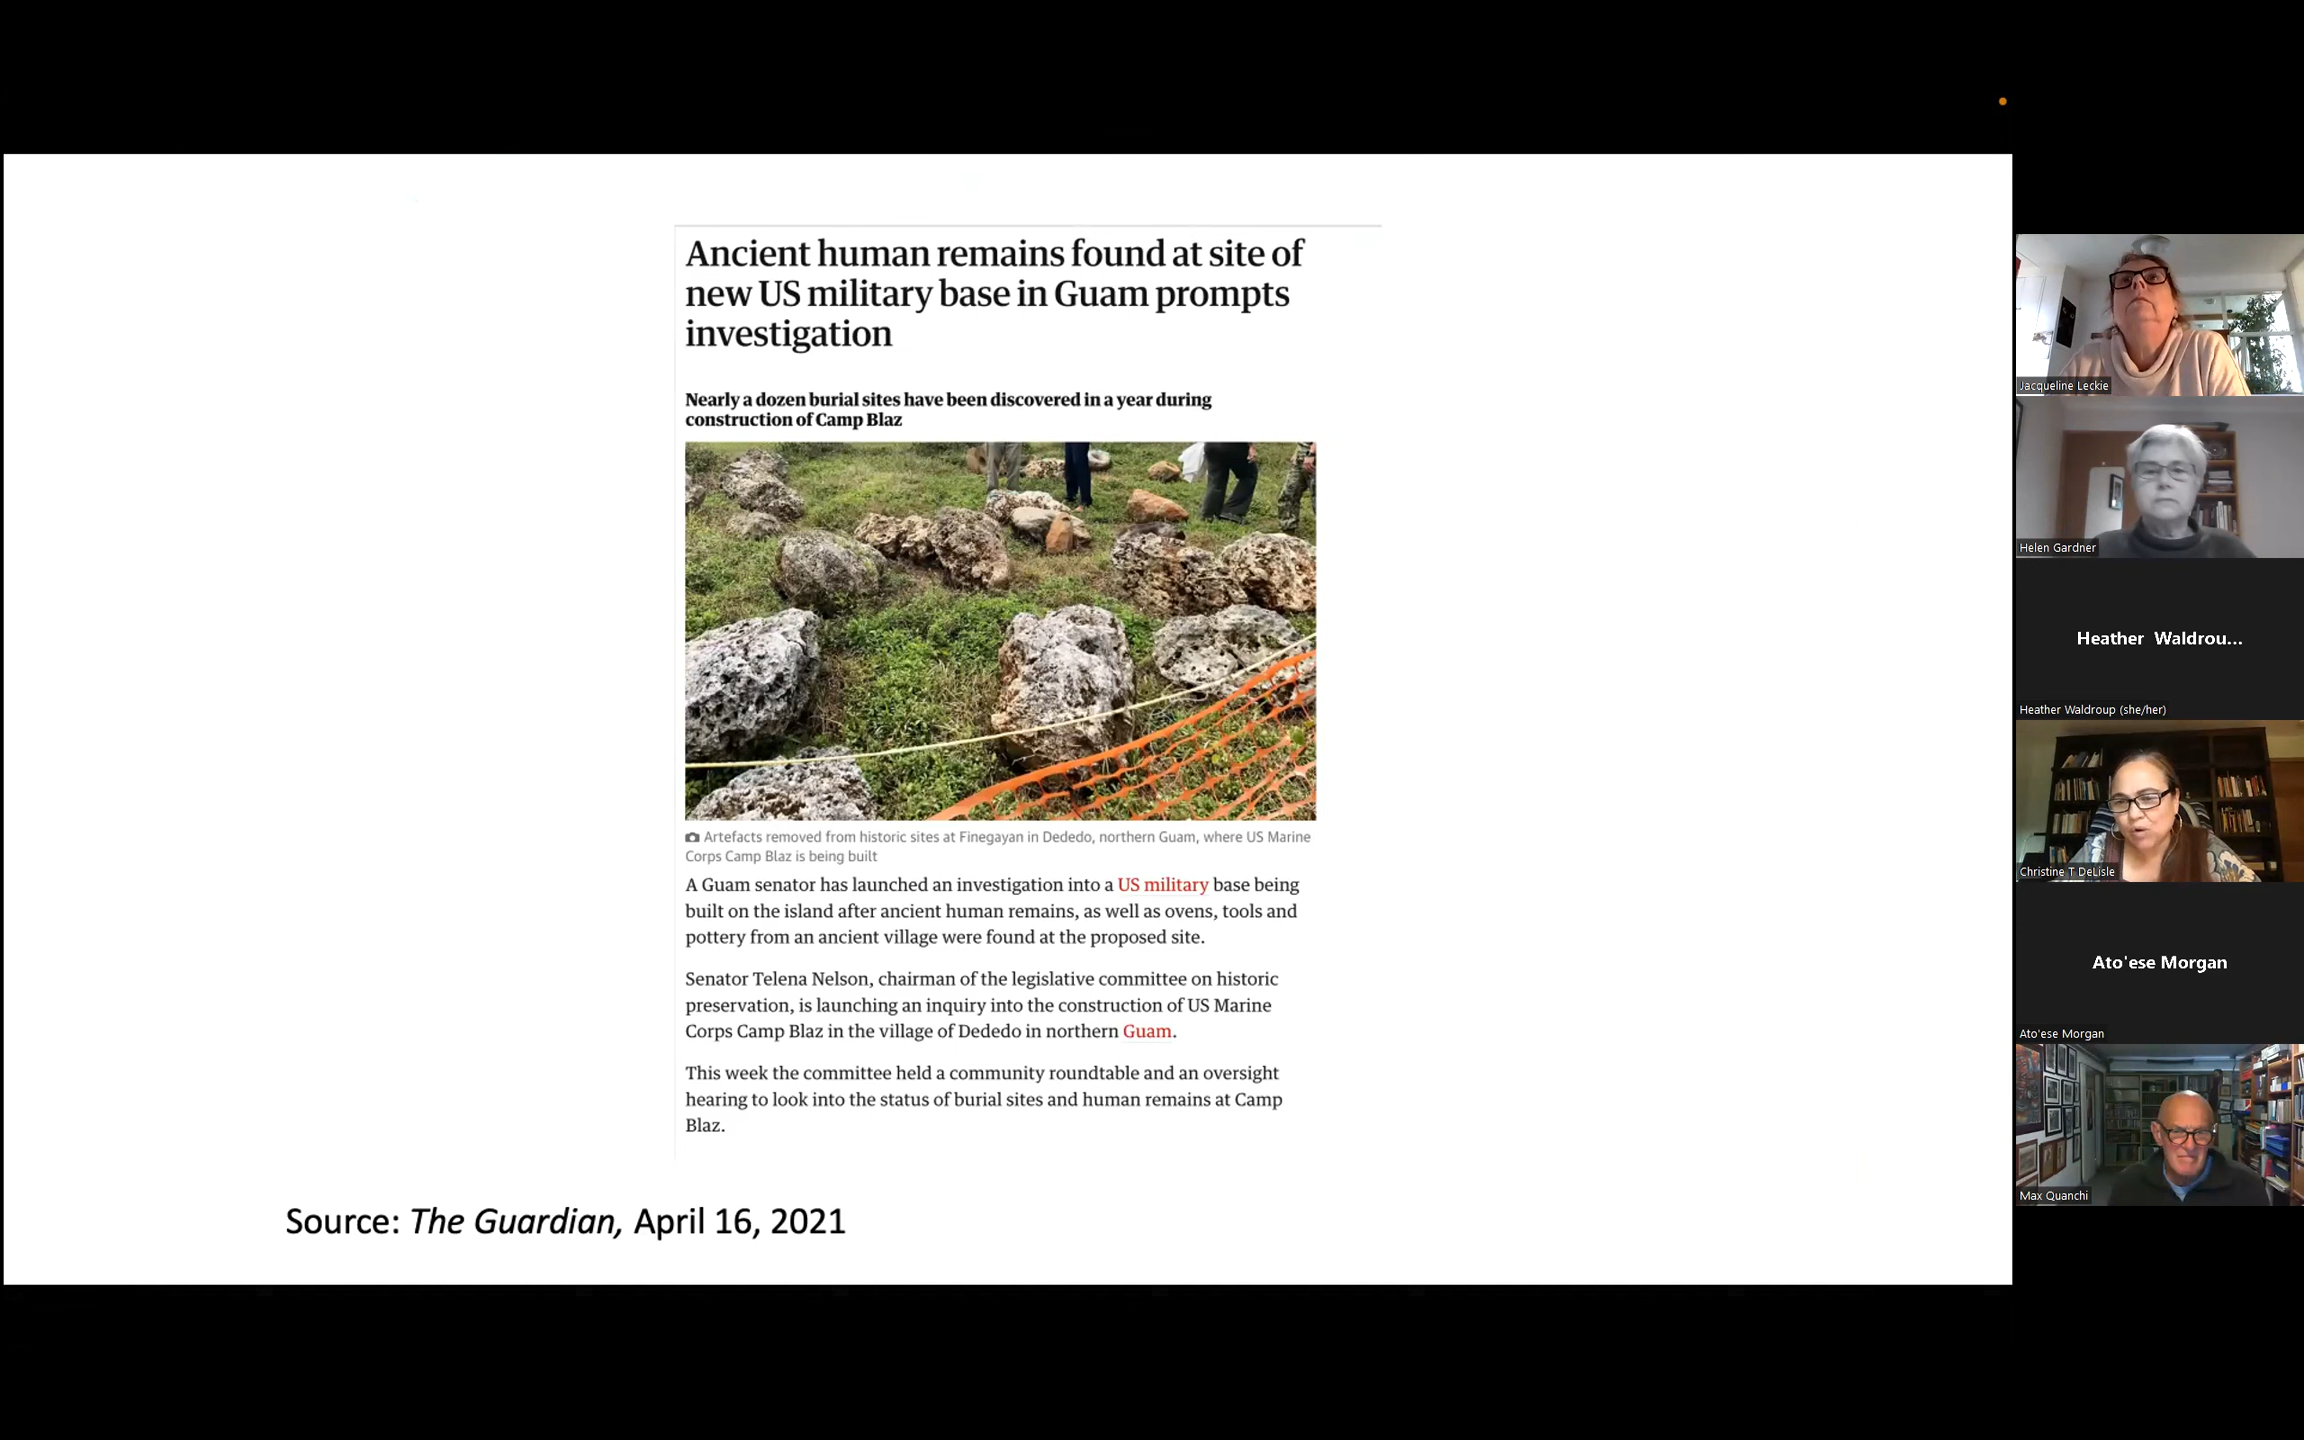 Ancient human remains found at site of
new US military base in Guam prompts
investigation
Nearly a dozen burial sites have been discovered in a year during
construction of Camp Blaz
Artefacts removed from historic sites at Finegayan in Dededo, northern Guam, where US Marine
Corps Camp Blaz is being built
A Guam senator has launched an investigation into a US military base being
built on the island after ancient human remains, as well as ovens, tools and
pottery from an ancient village were found at the proposed site.
Senator Telena Nelson, chairman of the legislative committee on historic
preservation, is launching an inquiry into the construction of US Marine
Corps Camp Blaz in the village of Dededo in northern Guam.
This week the committee held a community roundtable and an oversight
hearing to look into the status of burial sites and human remains at Camp
Blaz.
Source: The Guardian, April 16, 2021
Jacqueline Leckie
Helen Gardner
Heather Waldrou...
Heather Waldroup (she/her)
Christine T DeLisle
Ato'ese Morgan
Ato'ese Morgan
Max Quanchi